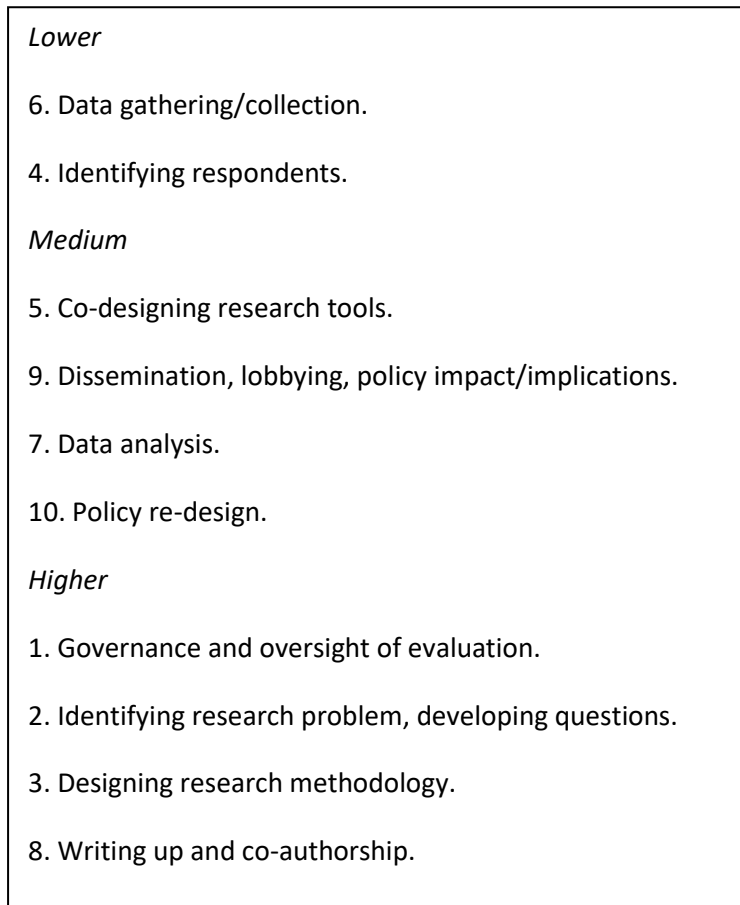 Lower
6. Data gathering/collection.
4. Identifying respondents.
Medium
5. Co-designing research tools.
9. Dissemination, lobbying, policy impact/implications.
7. Data analysis.
10. Policy re-design.
Higher
1. Governance and oversight of evaluation.
2. Identifying research problem, developing questions.
3. Designing research methodology.
8. Writing up and co-authorship.